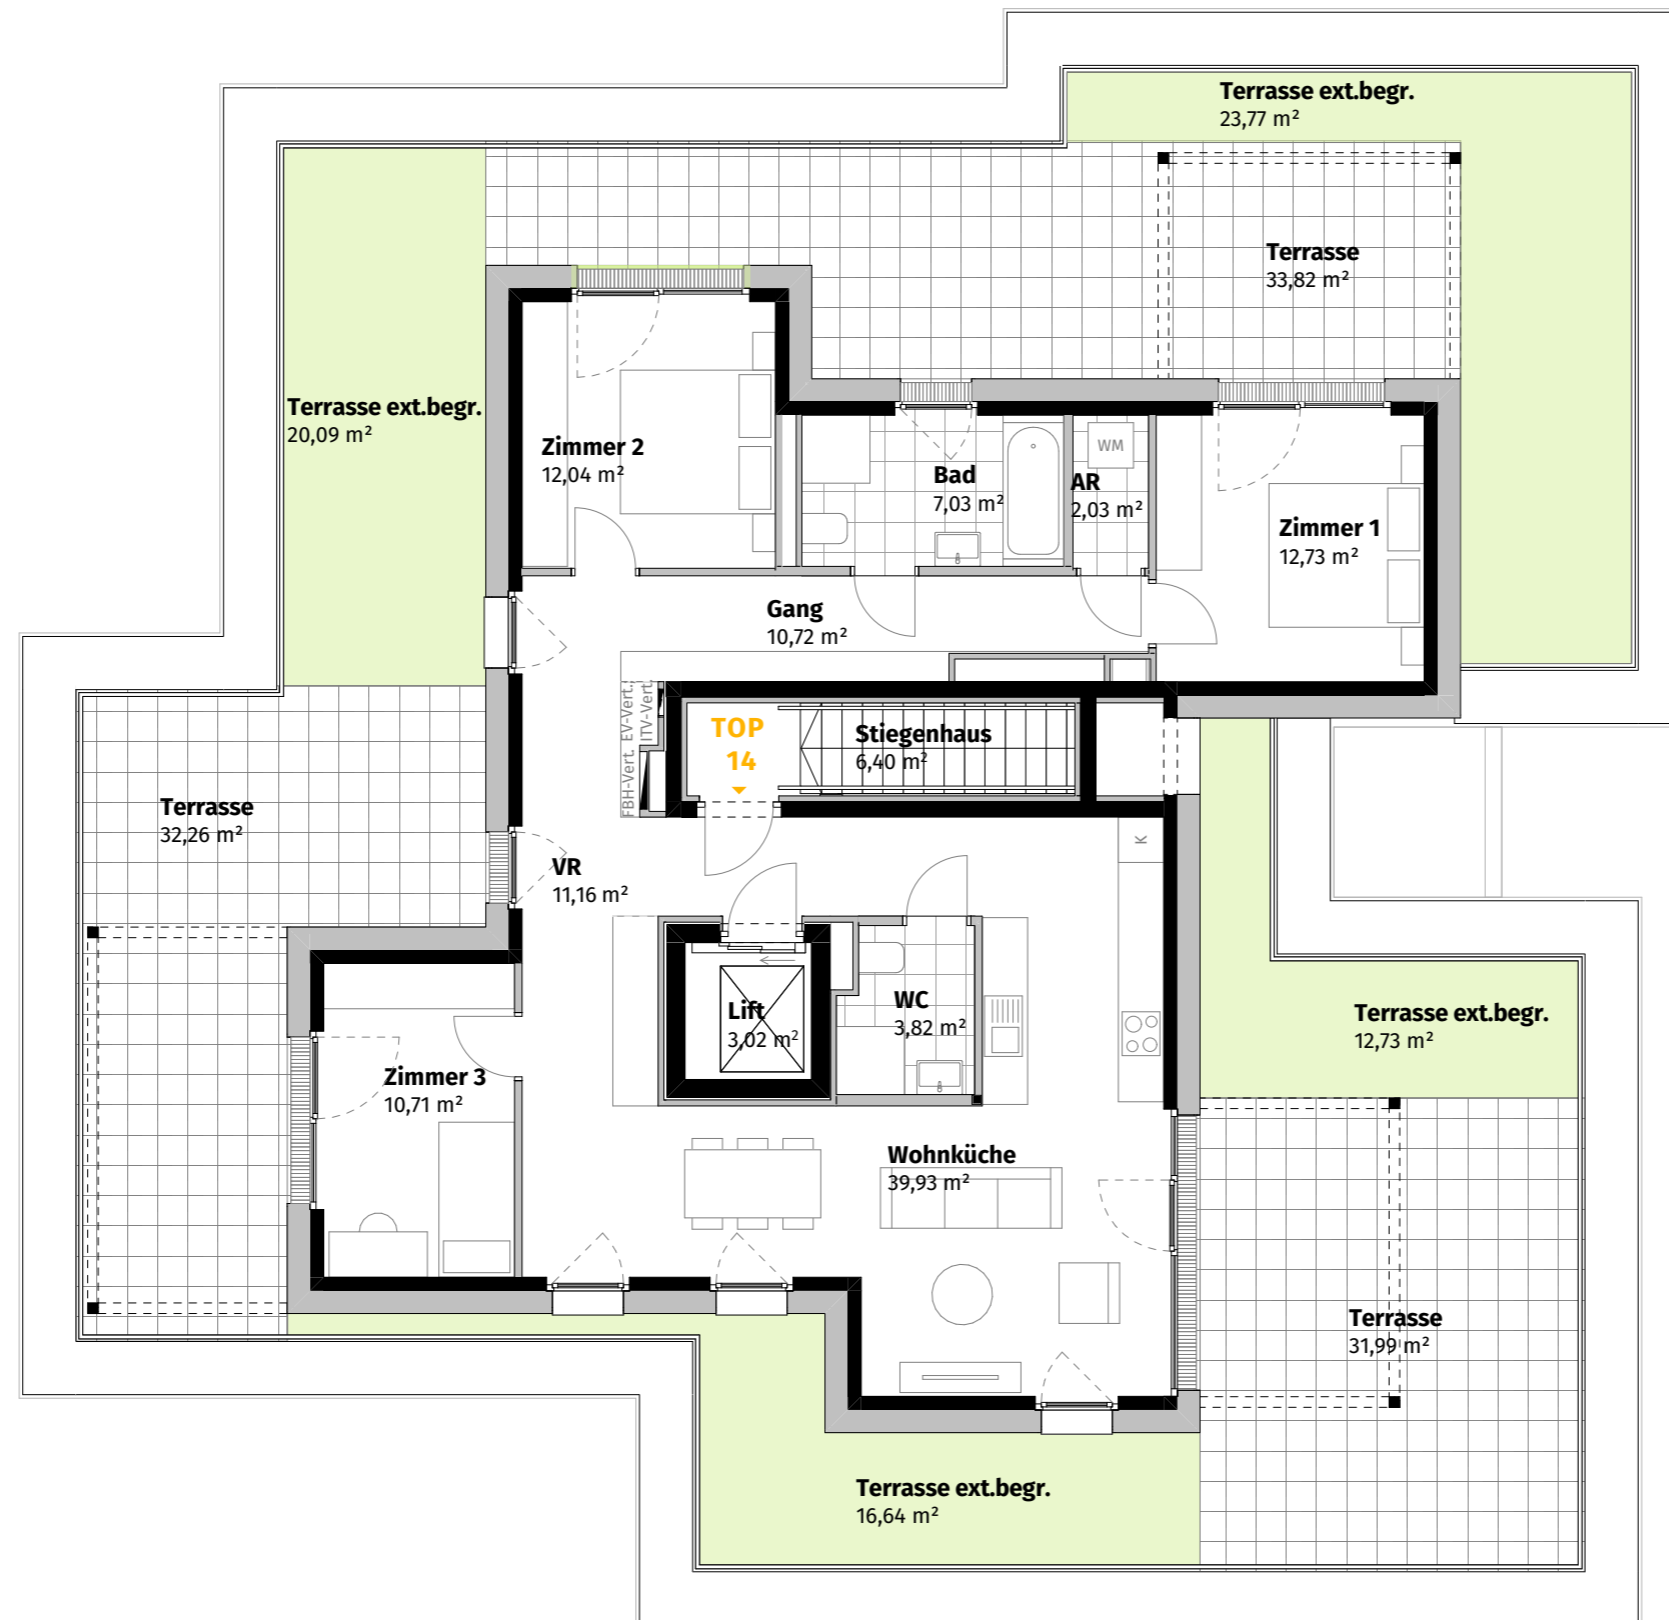 Terrasse ext.begr.
23,77 m²
Terrasse
33,82 m²
Terrasse ext.begr.
20,09 m²
Zimmer 2
12,04 m²
Bad
7,03 m²
WM
AR
2,03 m²
Zimmer 1
12,73 m²
Gang
10,72 m²
FBH-Vert. EV-Vert.
ITV-Vert.
TOP
14
Stiegenhaus
6,40 m²
Terrasse
32,26 m²
VR
11,16 m²
K
Lift
3,02 m²
WC
3,82 m²
Terrasse ext.begr.
12,73 m²
Zimmer 3
10,71 m²
Wohnküche
39,93 m²
Terrasse
31,99 m²
Terrasse ext.begr.
16,64 m²